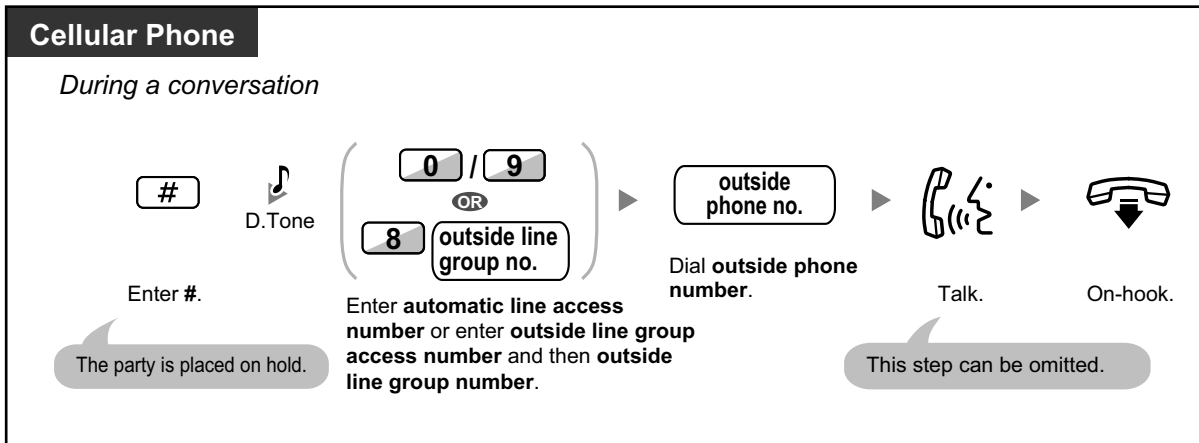 Cellular Phone
During a conversation
#
D.Tone
0 / 9
OR
8 outside line
group no.
outside
phone no.
Enter #.
The party is placed on hold.
Enter automatic line access
number or enter outside line group
access number and then outside
line group number.
Dial outside phone
number.
Talk.
This step can be omitted.
On-hook.